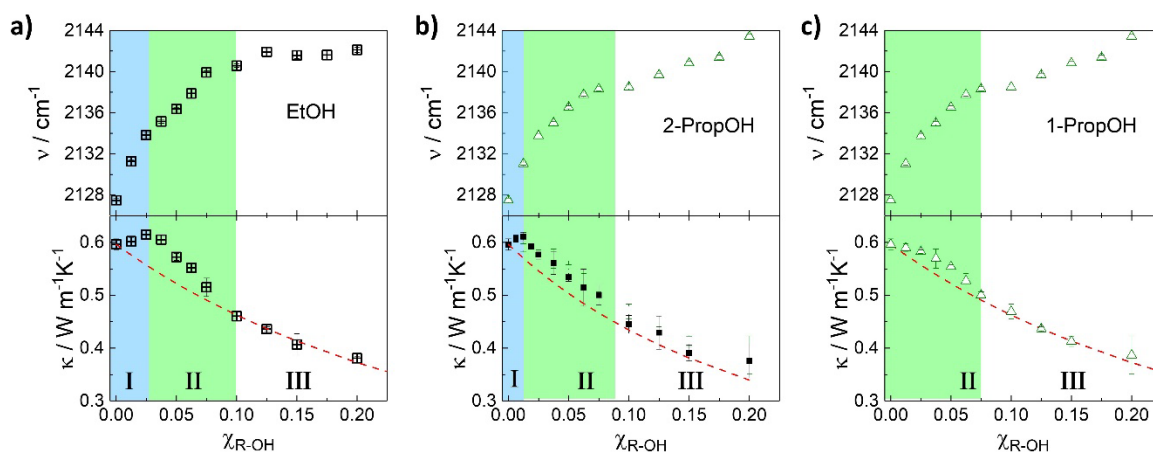 a)
2144
2140
2136
2132
2128
ν / cm⁻¹
EtOH
0.6
0.5
0.4
0.3
κ / W m⁻¹K⁻¹
I II III
0.00 0.05 0.10 0.15 0.20
χR-OH
b)
2144
2140
2136
2132
2128
ν / cm⁻¹
2-PropOH
0.6
0.5
0.4
0.3
κ / W m⁻¹K⁻¹
I II III
0.00 0.05 0.10 0.15 0.20
χR-OH
c)
2144
2140
2136
2132
2128
ν / cm⁻¹
1-PropOH
0.6
0.5
0.4
0.3
κ / W m⁻¹K⁻¹
II III
0.00 0.05 0.10 0.15 0.20
χR-OH